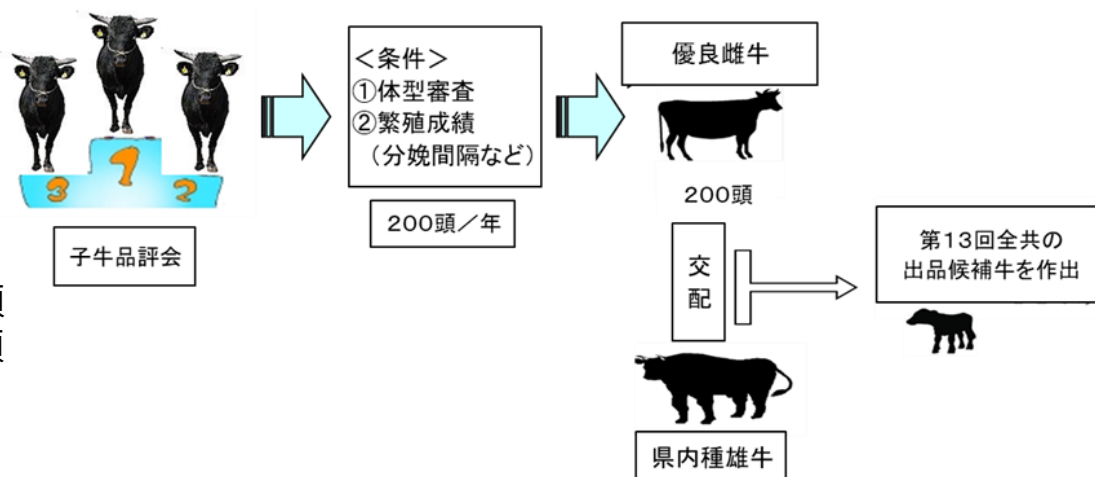 3
1
2
子牛品評会
＜条件＞
①体型審査
②繁殖成績
（分娩間隔など）
200頭／年
優良雌牛
200頭
交
配
県内種雄牛
第13回全共の
出品候補牛を作出